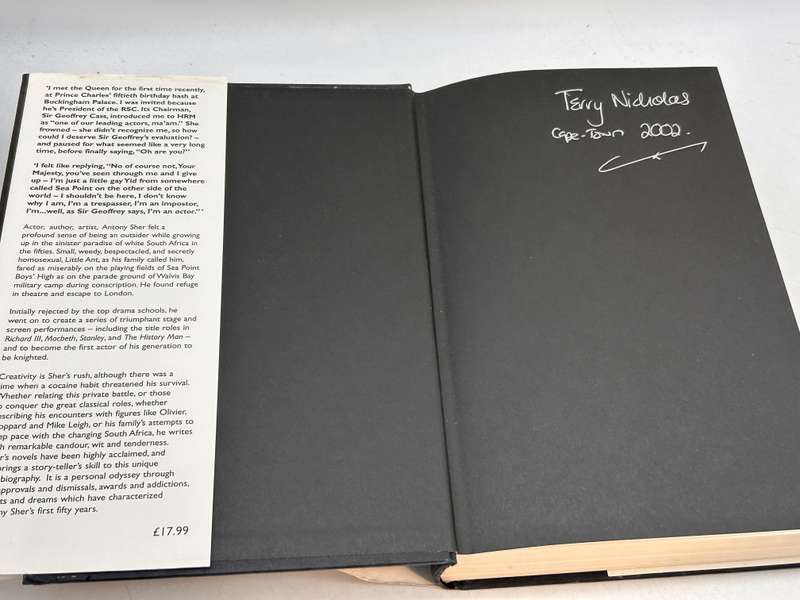 'I met the Queen for the first time recently,
at Prince Charles' fiftieth birthday bash at
Buckingham Palace. I was invited because
he's President of the RSC. Its Chairman,
Sir Geoffrey Cass, introduced me to HRM
as "one of our leading actors, ma'am." She
frowned – she didn't recognize me, so how
could I deserve Sir Geoffrey's evaluation? –
and paused for what seemed like a very long
time, before finally saying, "Oh are you?"
'I felt like replying, "No of course not, Your
Majesty, you've seen through me and I give
up – I'm just a little gay Yid from somewhere
called Sea Point on the other side of the
world – I shouldn't be here, I don't know
why I am, I'm a trespasser, I'm an impostor,
I'm...well, as Sir Geoffrey says, I'm an actor."'
Actor, author, artist, Antony Sher felt a
profound sense of being an outsider while growing
up in the sinister paradise of white South Africa in
the fifties. Small, weedy, bespectacled, and secretly
homosexual, Little Ant, as his family called him,
fared as miserably on the playing fields of Sea Point
Boys' High as on the parade ground of Walvis Bay
military camp during conscription. He found refuge
in theatre and escape to London.
Initially rejected by the top drama schools, he
went on to create a series of triumphant stage and
screen performances – including the title roles in
Richard III, Macbeth, Stanley, and The History Man –
and to become the first actor of his generation to
be knighted.
Creativity is Sher's rush, although there was a
ime when a cocaine habit threatened his survival.
Whether relating this private battle, or those
o conquer the great classical roles, whether
escribing his encounters with figures like Olivier,
oppard and Mike Leigh, or his family's attempts to
ep pace with the changing South Africa, he writes
h remarkable candour, wit and tenderness.
r's novels have been highly acclaimed, and
rings a story-teller's skill to this unique
biography. It is a personal odyssey through
approvals and dismissals, awards and addictions,
ts and dreams which have characterized
ny Sher's first fifty years.
£17.99
Terry Nicholas
Cape-Town 2002.